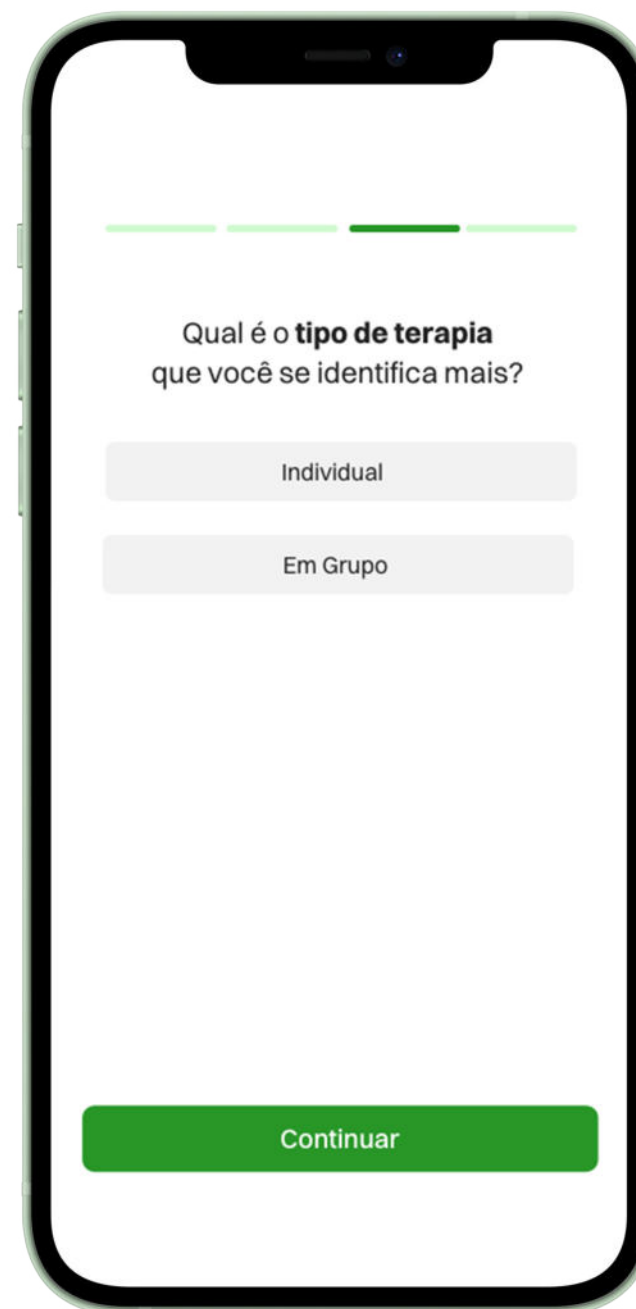 Qual é o tipo de terapia
que você se identifica mais?
Individual
Em Grupo
Continuar